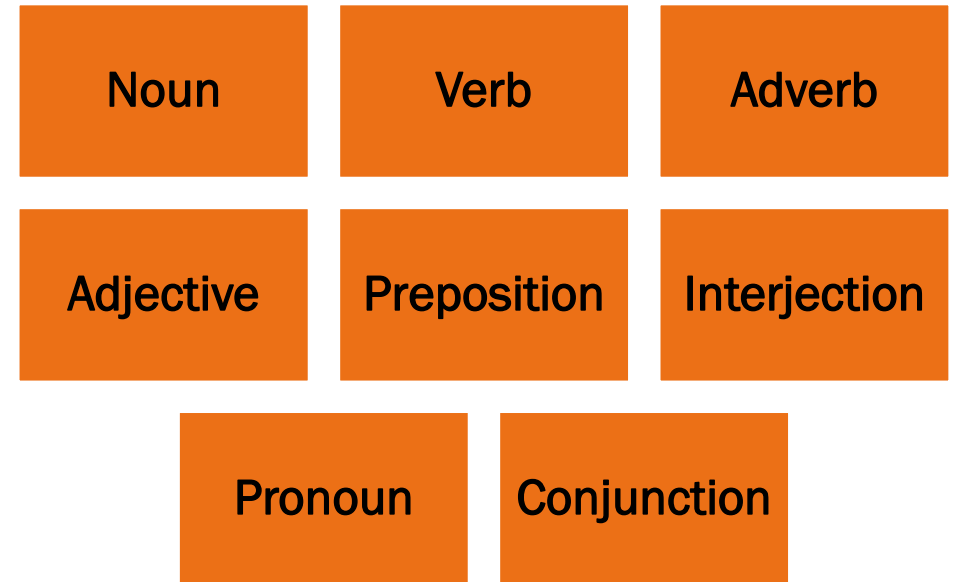 Noun
Verb
Adverb
Adjective
Preposition
Interjection
Pronoun
Conjunction